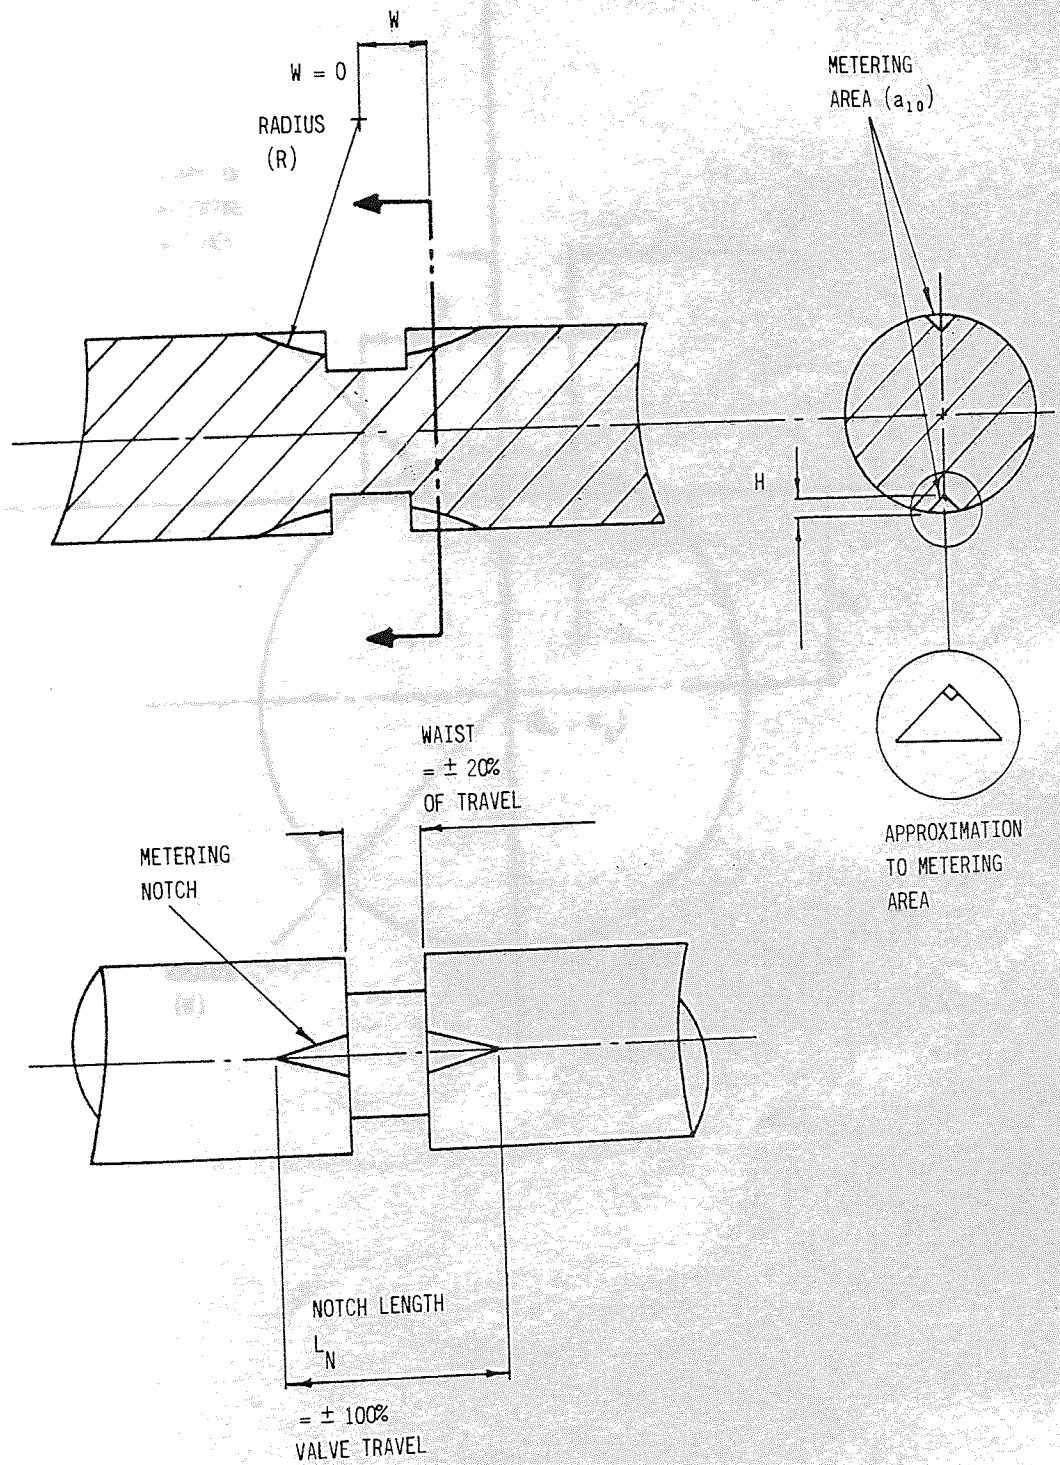 W
W = 0
RADIUS
(R)
METERING
AREA (a₁₀)
H
WAIST
= ± 20%
OF TRAVEL
METERING
NOTCH
APPROXIMATION
TO METERING
AREA
NOTCH LENGTH
L_N
= ± 100%
VALVE TRAVEL